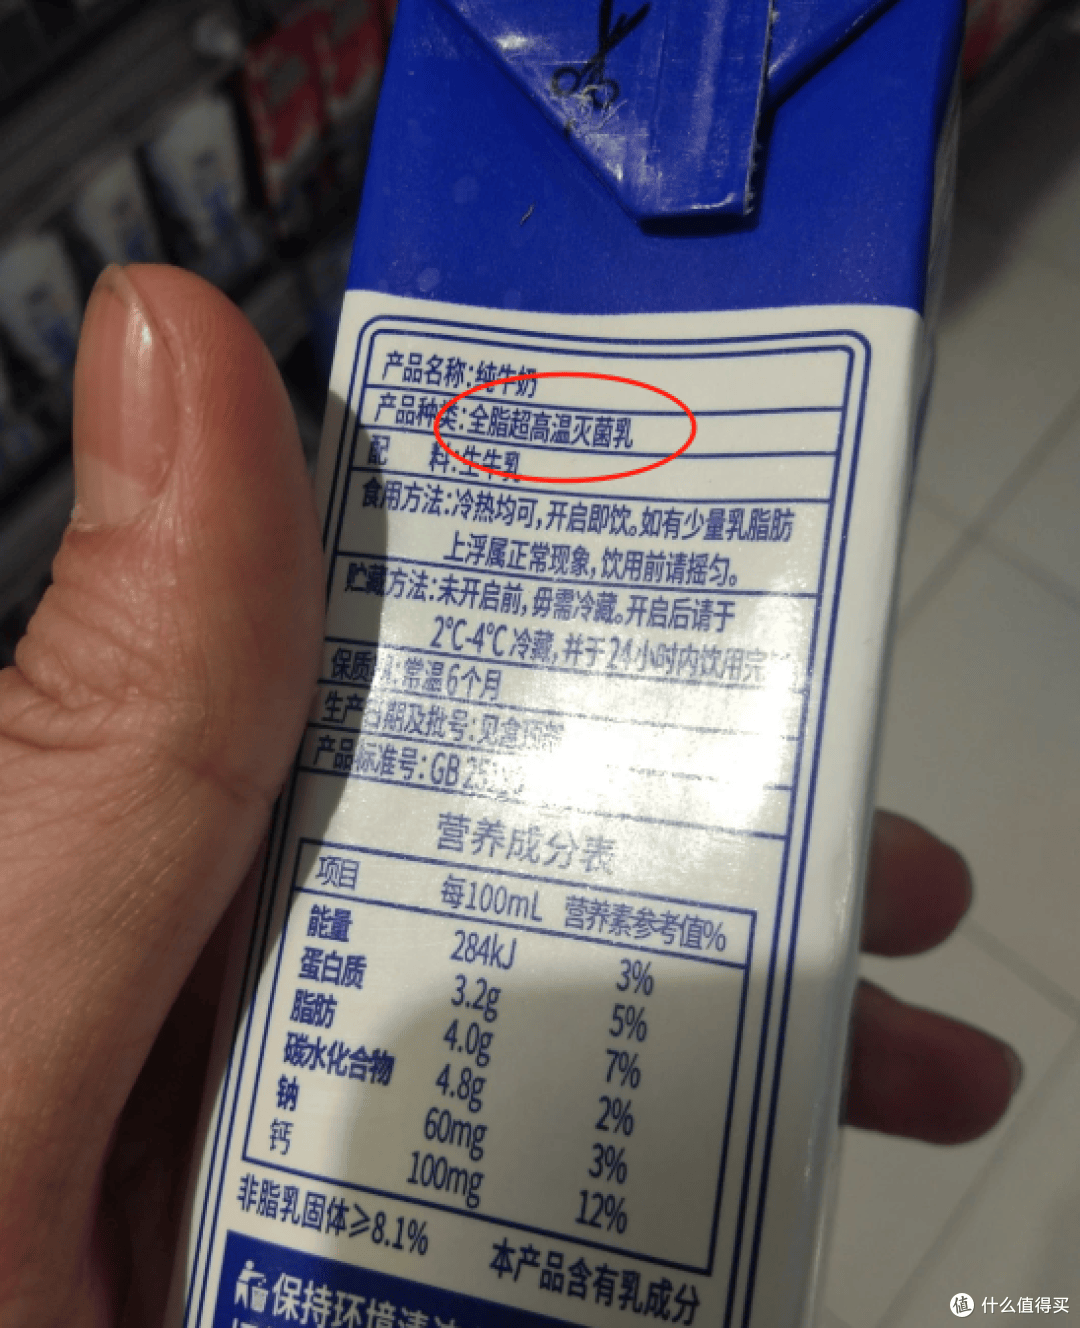 产品名称:纯牛奶
产品种类:全脂超高温灭菌乳
配 料:生牛乳
食用方法:冷热均可,开启即饮。如有少量乳脂肪
上浮属正常现象,饮用前请摇匀。
贮藏方法:未开启前,毋需冷藏。开启后请于
2℃-4℃冷藏,并于24小时内饮用完
保质期:常温6个月
生产日期及批号:见盒顶
产品标准号:GB 25
营养成分表
项目 每100mL 营养素参考值%
能量 284kJ 3%
蛋白质 3.2g 5%
脂肪 4.0g 7%
碳水化合物 4.8g 2%
钠 60mg 3%
钙 100mg 12%
非脂乳固体≥8.1%
本产品含有乳成分
保持环境清洁
值 什么值得买